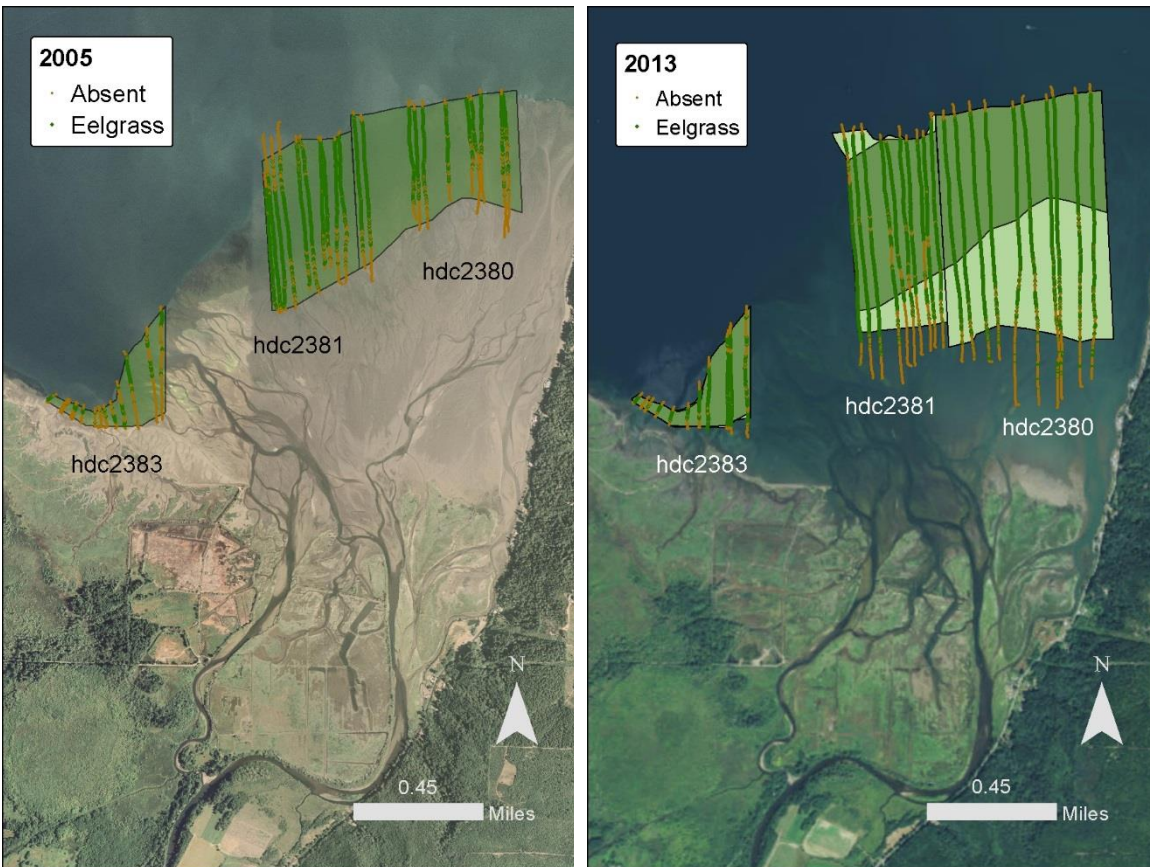 2005
Absent
Eelgrass
hdc2380
hdc2381
hdc2383
N
0.45
Miles
2013
Absent
Eelgrass
hdc2381
hdc2380
hdc2383
N
0.45
Miles